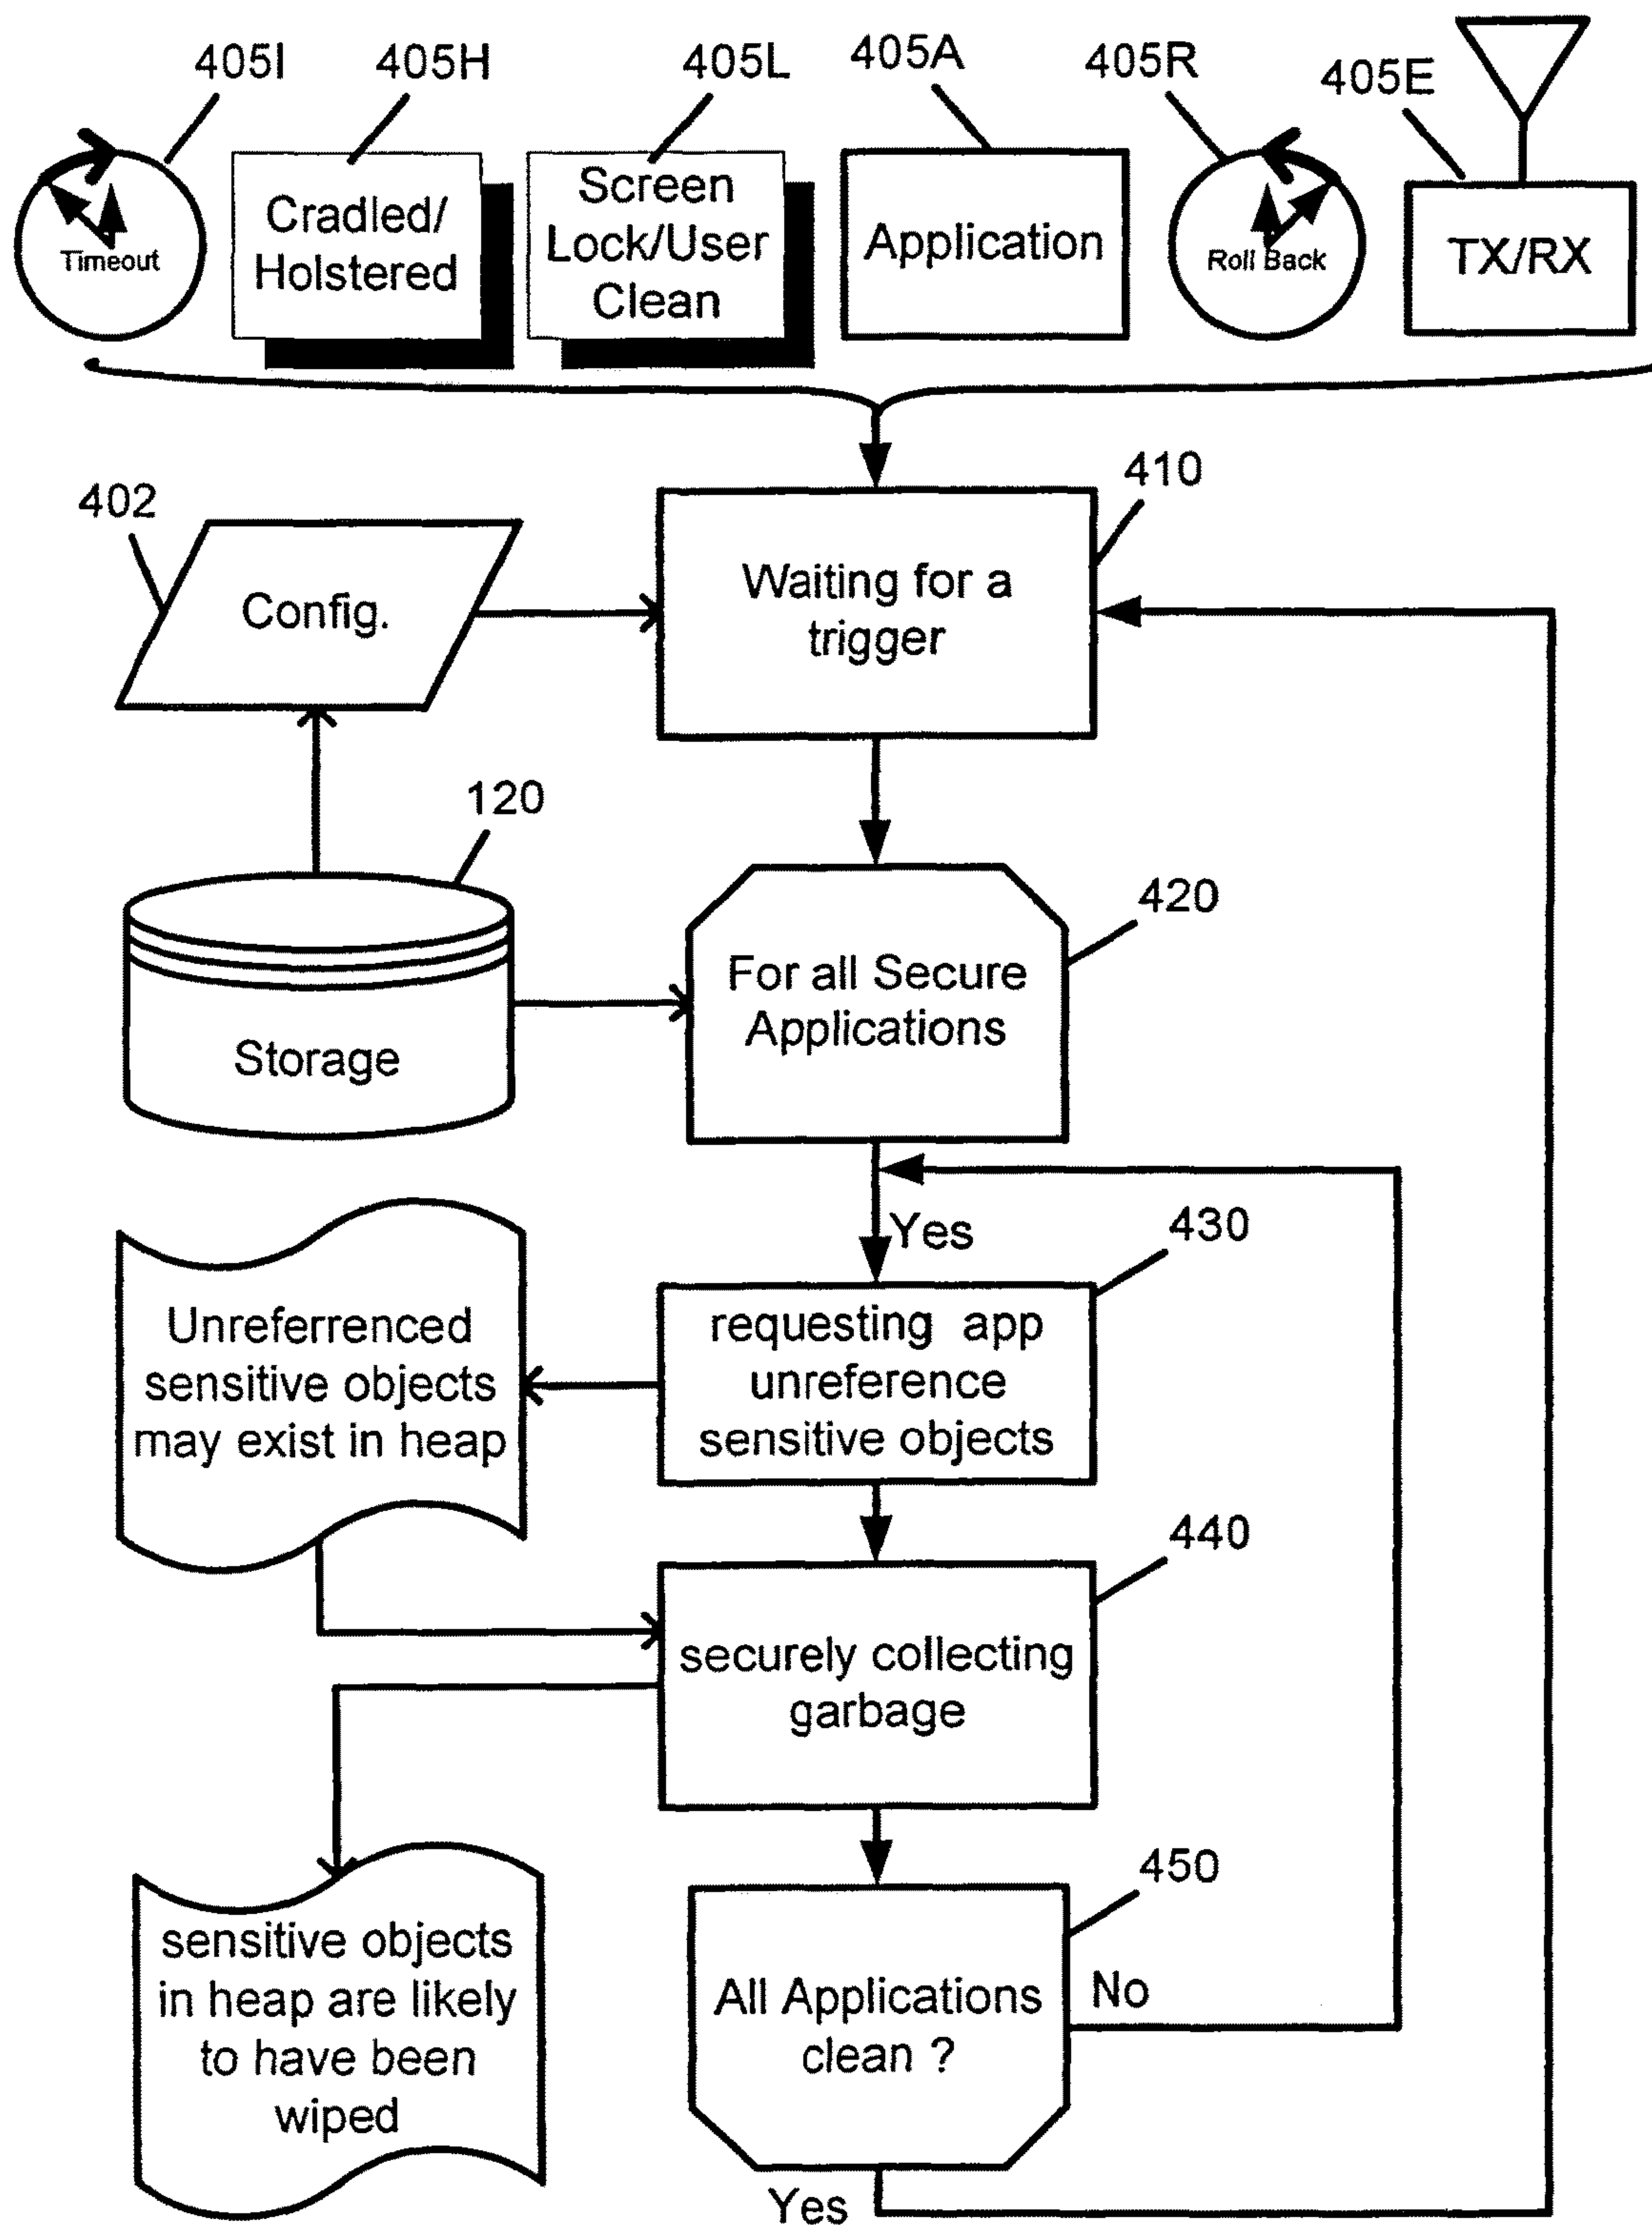 405I
405H
405L
405A
405R
405E
Timeout
Cradled/
Holstered
Screen
Lock/User
Clean
Application
Roll Back
TX/RX
410
402
Config.
Waiting for a
trigger
120
420
Storage
For all Secure
Applications
Yes
430
Unreferrenced
sensitive objects
may exist in heap
requesting app
unreference
sensitive objects
440
securely collecting
garbage
450
sensitive objects
in heap are likely
to have been
wiped
All Applications
clean ?
No
Yes